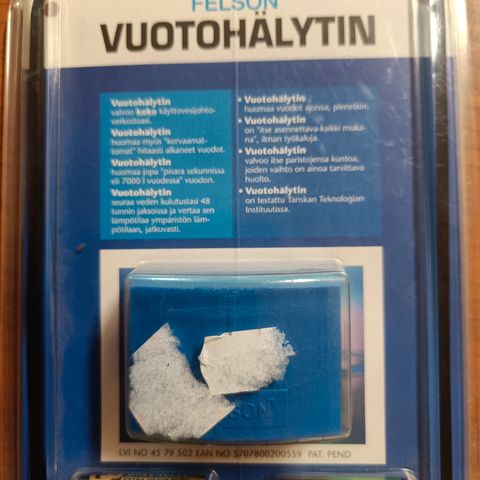 FELSON
VUOTOHÄLYTIN
Vuotohälytin
valvoo koko käyttövesijohto-
verkostoasi.
Vuotohälytin
huomaa myös "korvaamat-
tomat" hitaasti alkaneet vuodot.
Vuotohälytin
huomaa jopa "pisara sekunnissa
eli 7000 l vuodessa" vuodon.
Vuotohälytin
seuraa veden kulutustasi 48
tunnin jaksoissa ja vertaa sen
lämpötilaa ympäristön läm-
pötilaan, jatkuvasti.
• Vuotohälytin
huomaa vuodot ajoissa, pienetkin.
• Vuotohälytin
on "itse asennettava-kaikki muka-
na", ilman työkaluja.
• Vuotohälytin
valvoo itse paristojensa kuntoa,
joiden vaihto on ainoa tarvittava
huolto.
• Vuotohälytin
on testattu Tanskan Teknologian
Instituutissa.
SON
LVI NO 45 79 502 EAN NO 5707800200559 PAT. PEND